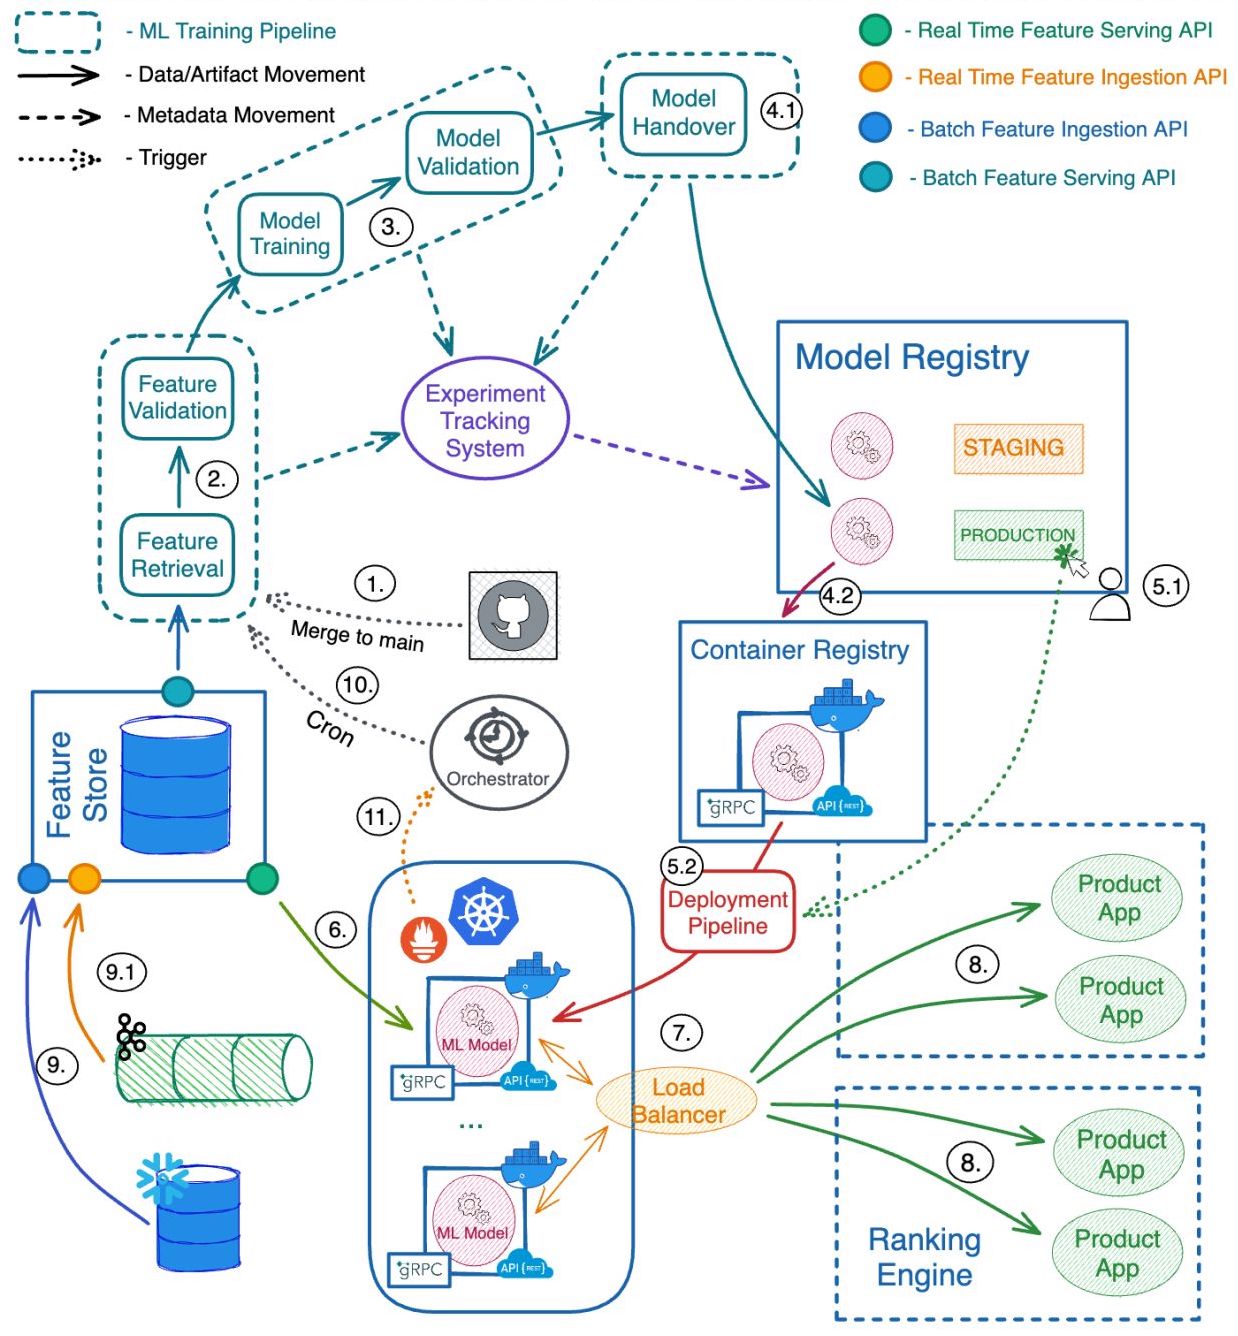 - ML Training Pipeline
- Data/Artifact Movement
- Metadata Movement
- Trigger
- Real Time Feature Serving API
- Real Time Feature Ingestion API
- Batch Feature Ingestion API
- Batch Feature Serving API
Model
Handover
4.1
Model
Validation
Model
Training
3.
Feature
Validation
2.
Feature
Retrieval
Experiment
Tracking
System
Model Registry
STAGING
PRODUCTION
5.1
4.2
1.
Merge to main
10.
Cron
Orchestrator
11.
Container Registry
gRPC
API {REST}
Feature
Store
5.2
Deployment
Pipeline
6.
9.1
9.
ML Model
gRPC
API {REST}
...
ML Model
gRPC
API {REST}
7.
Load
Balancer
8.
Product
App
Product
App
8.
Product
App
Product
App
Ranking
Engine